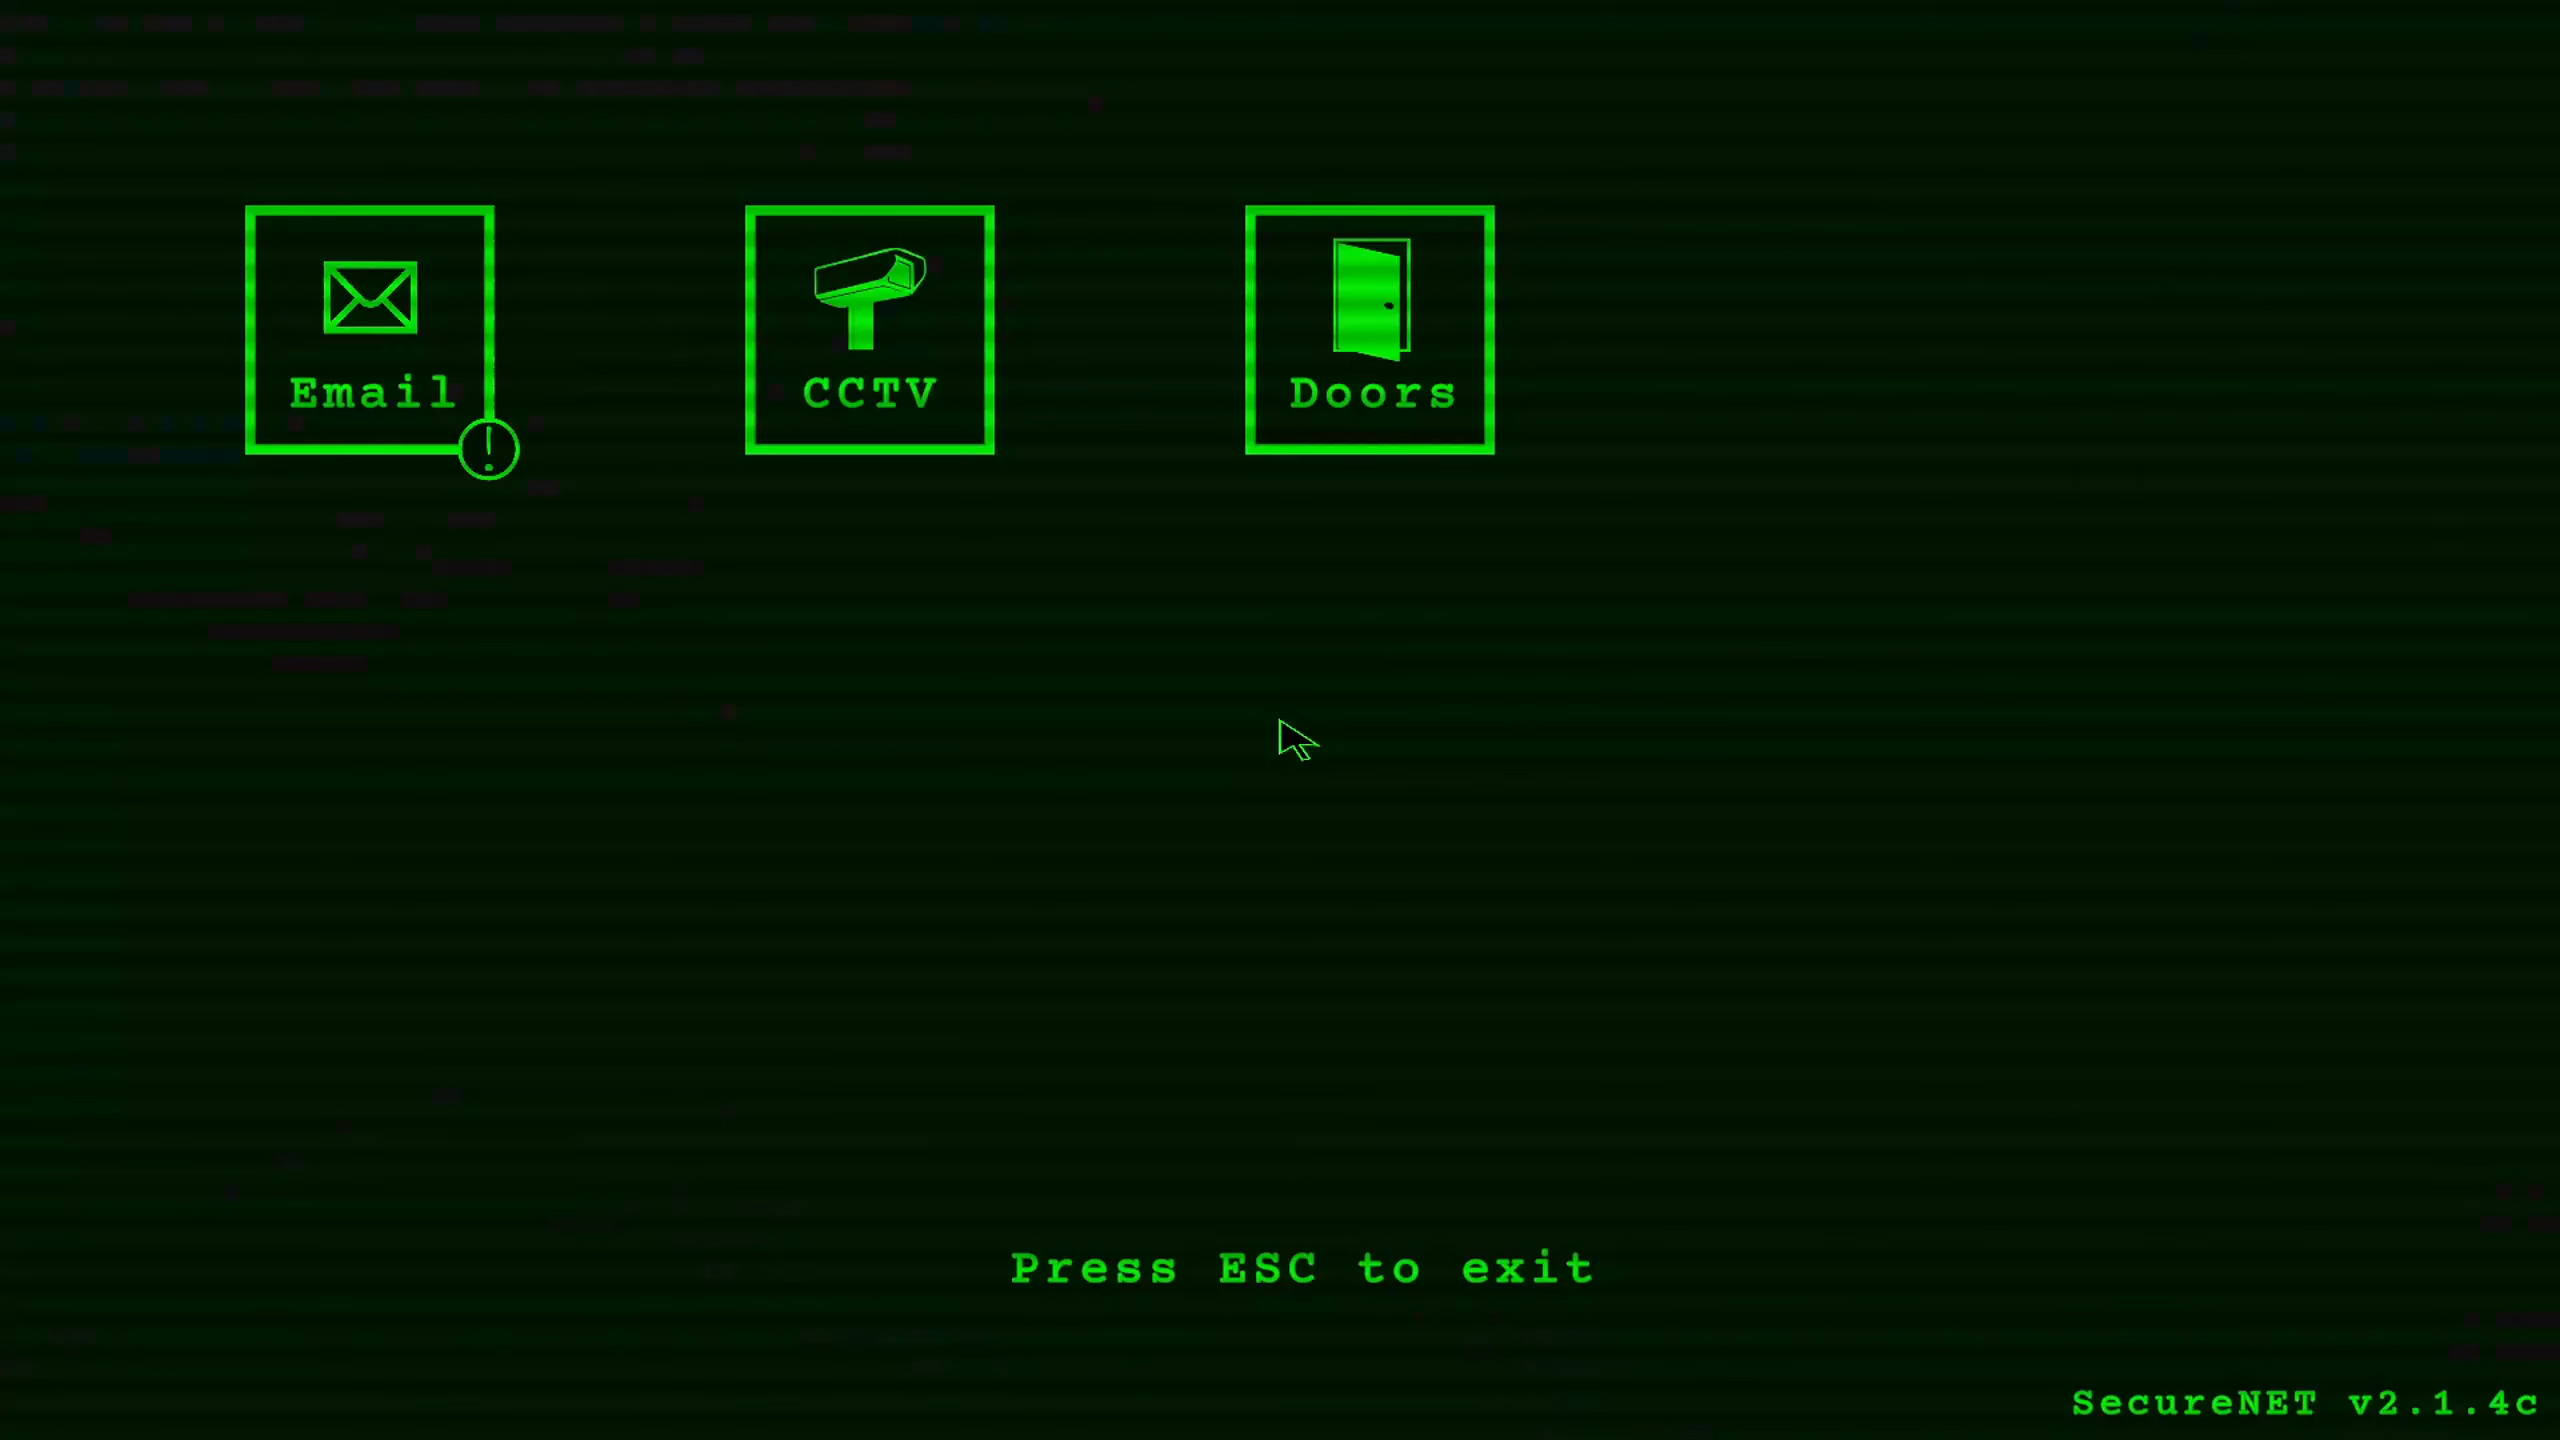 Email
CCTV
Doors
!
Press ESC to exit
SecureNET v2.1.4c